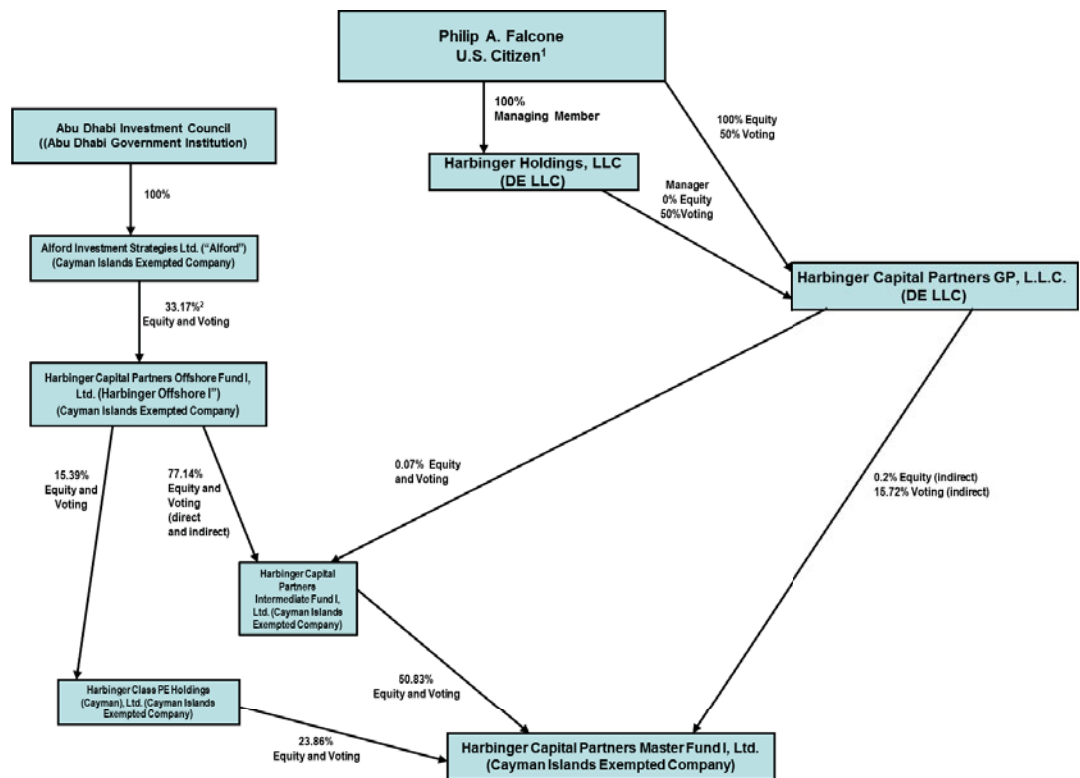 Philip A. Falcone
U.S. Citizen¹
100%
Managing Member
100% Equity
50% Voting
Abu Dhabi Investment Council
((Abu Dhabi Government Institution)
Harbinger Holdings, LLC
(DE LLC)
100%
Manager
0% Equity
50%Voting
Alford Investment Strategies Ltd. (“Alford”)
(Cayman Islands Exempted Company)
Harbinger Capital Partners GP, L.L.C.
(DE LLC)
33.17%²
Equity and Voting
Harbinger Capital Partners Offshore Fund I,
Ltd. (Harbinger Offshore I”)
(Cayman Islands Exempted Company)
15.39%
Equity and
Voting
77.14%
Equity and
Voting
(direct
and indirect)
0.07% Equity
and Voting
0.2% Equity (indirect)
15.72% Voting (indirect)
Harbinger Capital
Partners
Intermediate Fund I,
Ltd. (Cayman Islands
Exempted Company)
50.83%
Equity and Voting
Harbinger Class PE Holdings
(Cayman), Ltd. (Cayman Islands
Exempted Company)
23.86%
Equity and Voting
Harbinger Capital Partners Master Fund I, Ltd.
(Cayman Islands Exempted Company)